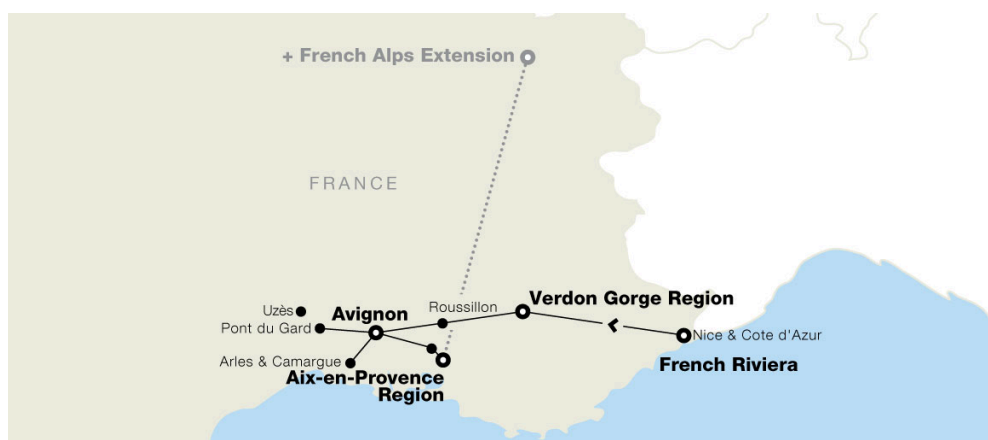 + French Alps Extension
FRANCE
Verdon Gorge Region
Roussillon
Uzès
Avignon
Pont du Gard
Nice & Cote d'Azur
Arles & Camargue
French Riviera
Aix-en-Provence
Region